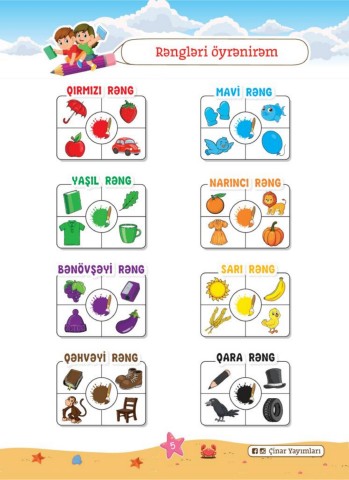 Rəngləri öyrənirəm
QIRMIZI RƏNG
MAVİ RƏNG
YAŞIL RƏNG
NARINCI RƏNG
BƏNÖVŞƏYİ RƏNG
SARI RƏNG
QƏHVƏYİ RƏNG
QARA RƏNG
5
Çinar Yayımları